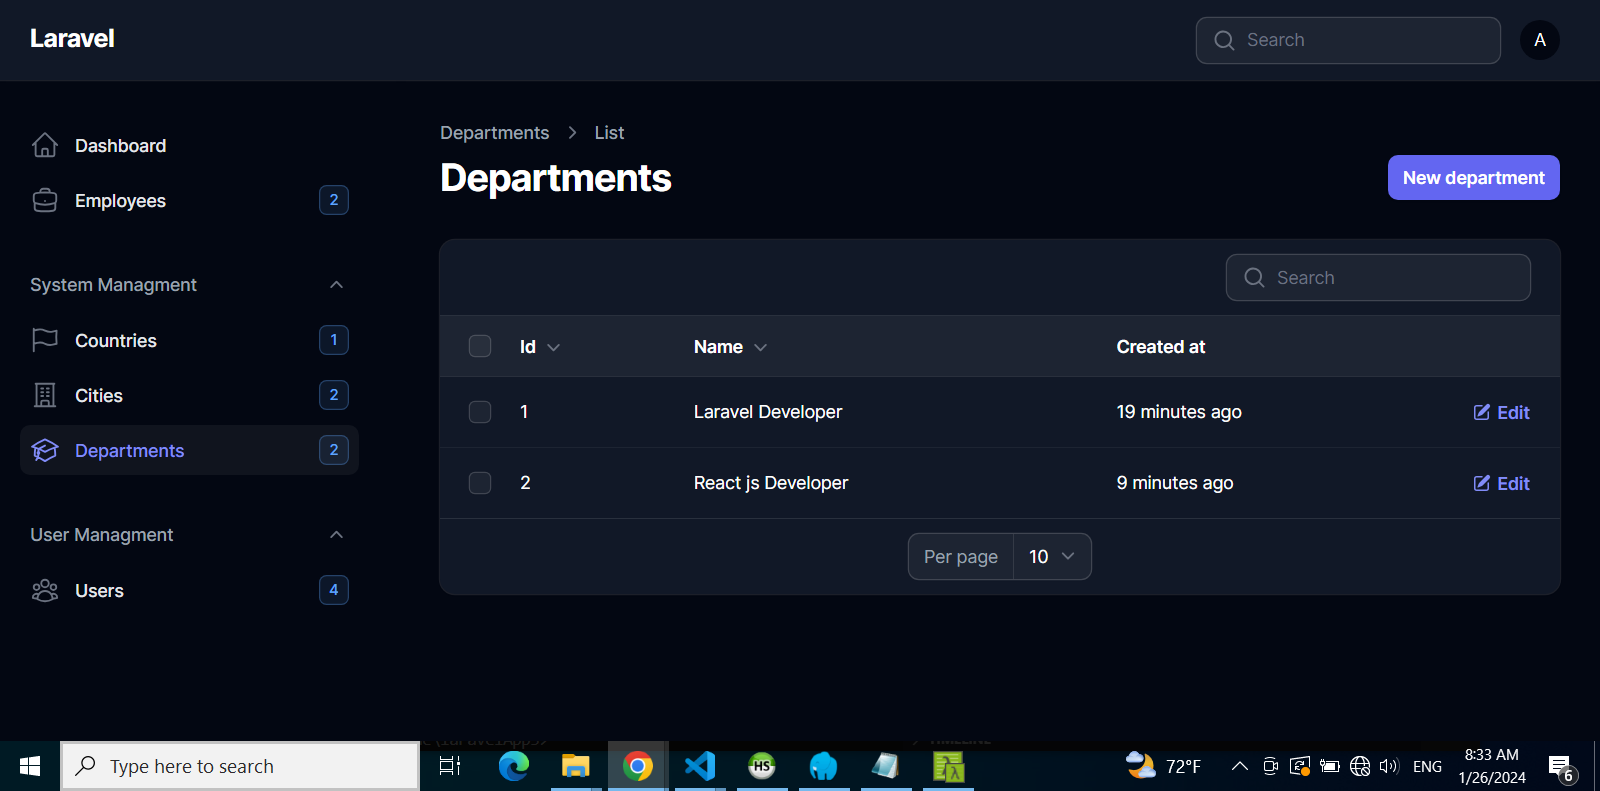 Laravel
Search
A
Dashboard
Employees 2
System Managment
Countries 1
Cities 2
Departments 2
User Managment
Users 4
Departments > List
Departments
New department
Search
Id Name Created at
1 Laravel Developer 19 minutes ago Edit
2 React js Developer 9 minutes ago Edit
Per page 10
Type here to search
HS
λ
72°F
ENG
8:33 AM
1/26/2024
6